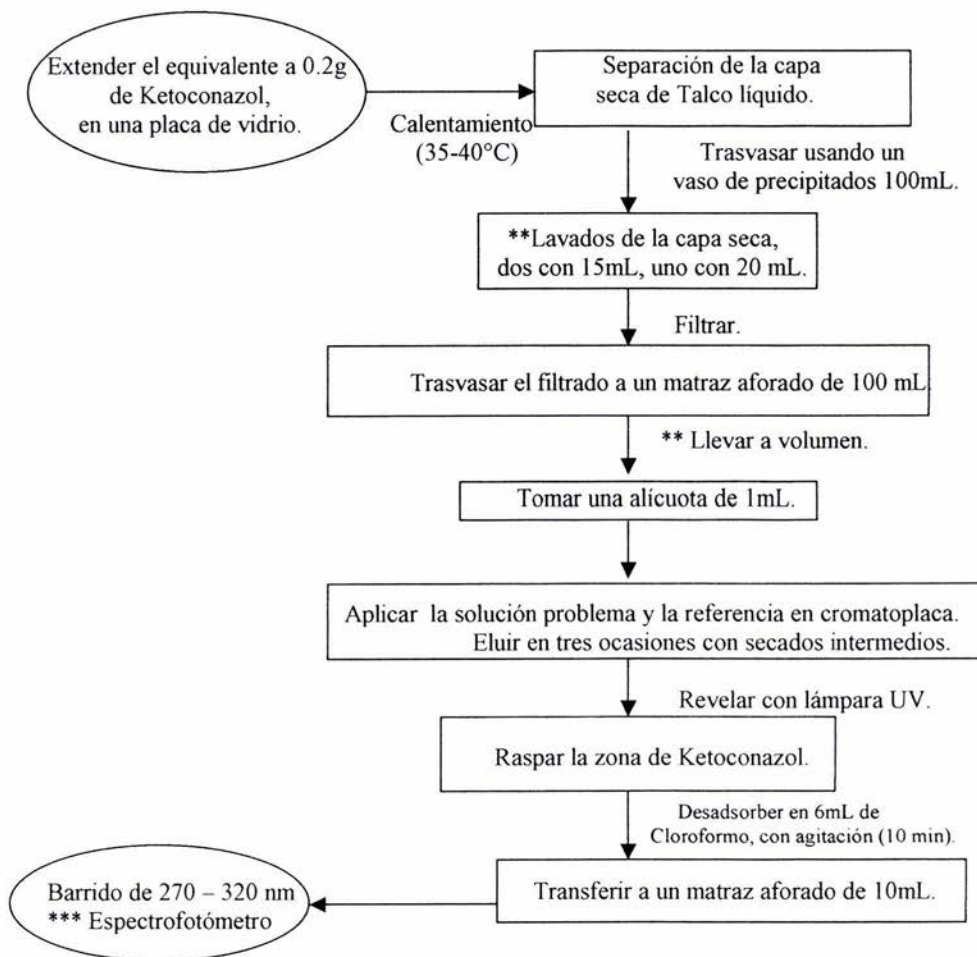 Extender el equivalente a 0.2g
de Ketoconazol,
en una placa de vidrio.
Calentamiento
(35-40°C)
Separación de la capa
seca de Talco líquido.
Trasvasar usando un
vaso de precipitados 100mL.
**Lavados de la capa seca,
dos con 15mL, uno con 20 mL.
Filtrar.
Trasvasar el filtrado a un matraz aforado de 100 mL.
** Llevar a volumen.
Tomar una alícuota de 1mL.
Aplicar la solución problema y la referencia en cromatoplaca.
Eluir en tres ocasiones con secados intermedios.
Revelar con lámpara UV.
Raspar la zona de Ketoconazol.
Desadsorber en 6mL de
Cloroformo, con agitación (10 min).
Transferir a un matraz aforado de 10mL.
Barrido de 270 – 320 nm
*** Espectrofotómetro